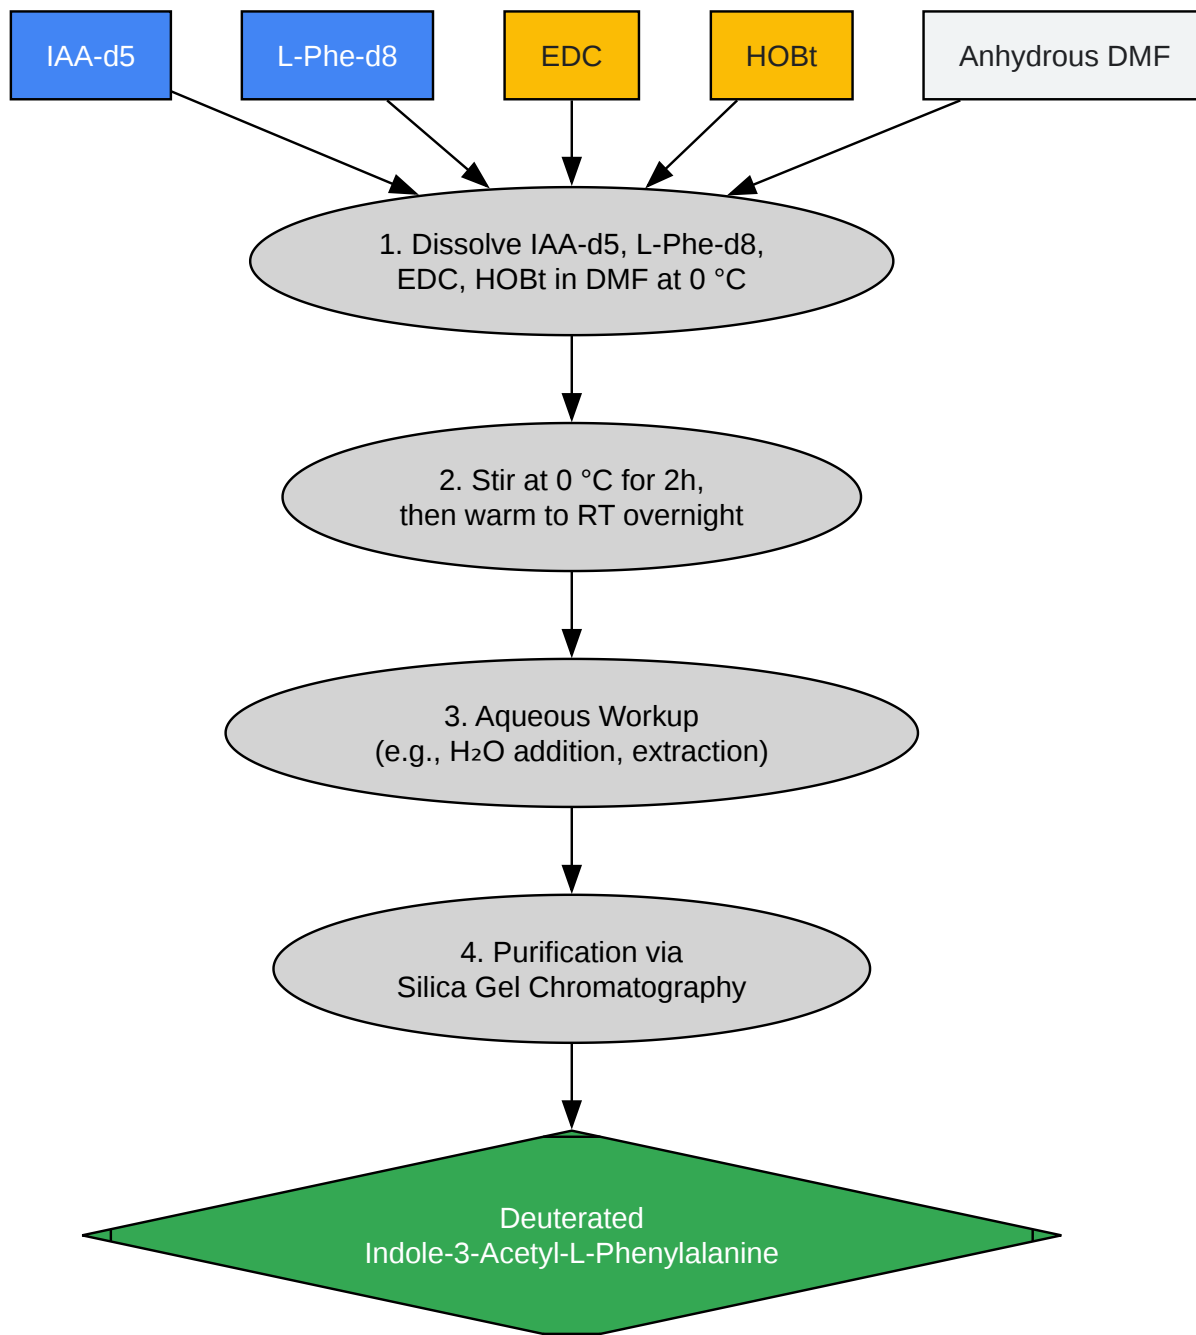 IAA-d5
L-Phe-d8
EDC
HOBt
Anhydrous DMF
1. Dissolve IAA-d5, L-Phe-d8,
EDC, HOBt in DMF at 0 °C
2. Stir at 0 °C for 2h,
then warm to RT overnight
3. Aqueous Workup
(e.g., H₂O addition, extraction)
4. Purification via
Silica Gel Chromatography
Deuterated
Indole-3-Acetyl-L-Phenylalanine